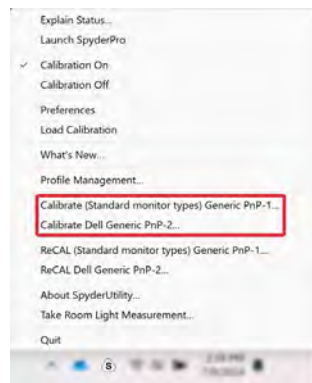 Explain Status...
Launch SpyderPro
Calibration On
Calibration Off
Preferences
Load Calibration
What's New...
Profile Management...
Calibrate (Standard monitor types) Generic PnP-1...
Calibrate Dell Generic PnP-2...
ReCAL (Standard monitor types) Generic PnP-1...
ReCAL Dell Generic PnP-2...
About SpyderUtility...
Take Room Light Measurement...
Quit
S